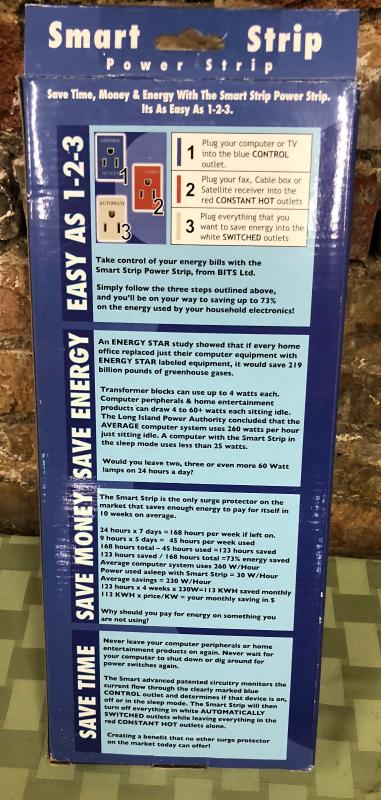 Smart Strip
Power Strip
Save Time, Money & Energy With The Smart Strip Power Strip.
Its As Easy As 1-2-3.
EASY AS 1-2-3
CONTROL
OUTLET
1
CONST
2
AUTOMATI
3
1 Plug your computer or TV
into the blue CONTROL
outlet.
2 Plug your fax, Cable box or
Satellite receiver into the
red CONSTANT HOT outlets
3 Plug everything that you
want to save energy into the
white SWITCHED outlets
Take control of your energy bills with the
Smart Strip Power Strip, from BITS Ltd.
Simply follow the three steps outlined above,
and you'll be on your way to saving up to 73%
on the energy used by your household electronics!
SAVE ENERGY
An ENERGY STAR study showed that if every home
office replaced just their computer equipment with
ENERGY STAR labeled equipment, it would save 219
billion pounds of greenhouse gases.
Transformer blocks can use up to 4 watts each.
Computer peripherals & home entertainment
products can draw 4 to 60+ watts each sitting idle.
The Long Island Power Authority concluded that the
AVERAGE computer system uses 260 watts per hour
just sitting idle. A computer with the Smart Strip in
the sleep mode uses less than 25 watts.
Would you leave two, three or even more 60 Watt
lamps on 24 hours a day?
SAVE MONEY
The Smart Strip is the only surge protector on the
market that saves enough energy to pay for itself in
10 weeks on average.
24 hours x 7 days = 168 hours per week if left on.
9 hours x 5 days = 45 hours per week used
168 hours total – 45 hours used =123 hours saved
123 hours saved / 168 hours total =73% energy saved
Average computer system uses 260 W/Hour
Power used asleep with Smart Strip = 30 W/Hour
Average savings = 230 W/Hour
123 hours x 4 weeks x 230W=113 KWH saved monthly
113 KWH x price/KW = your monthly saving in $
Why should you pay for energy on something you
are not using?
SAVE TIME
Never leave your computer peripherals or home
entertainment products on again. Never wait for
your computer to shut down or dig around for
power switches again.
The Smart advanced patented circuitry monitors the
current flow through the clearly marked blue
CONTROL outlet and determines if that device is on,
off or in the sleep mode. The Smart Strip will then
turn off everything in white AUTOMATICALLY
SWITCHED outlets while leaving everything in the
red CONSTANT HOT outlets alone.
Creating a benefit that no other surge protector
on the market today can offer!